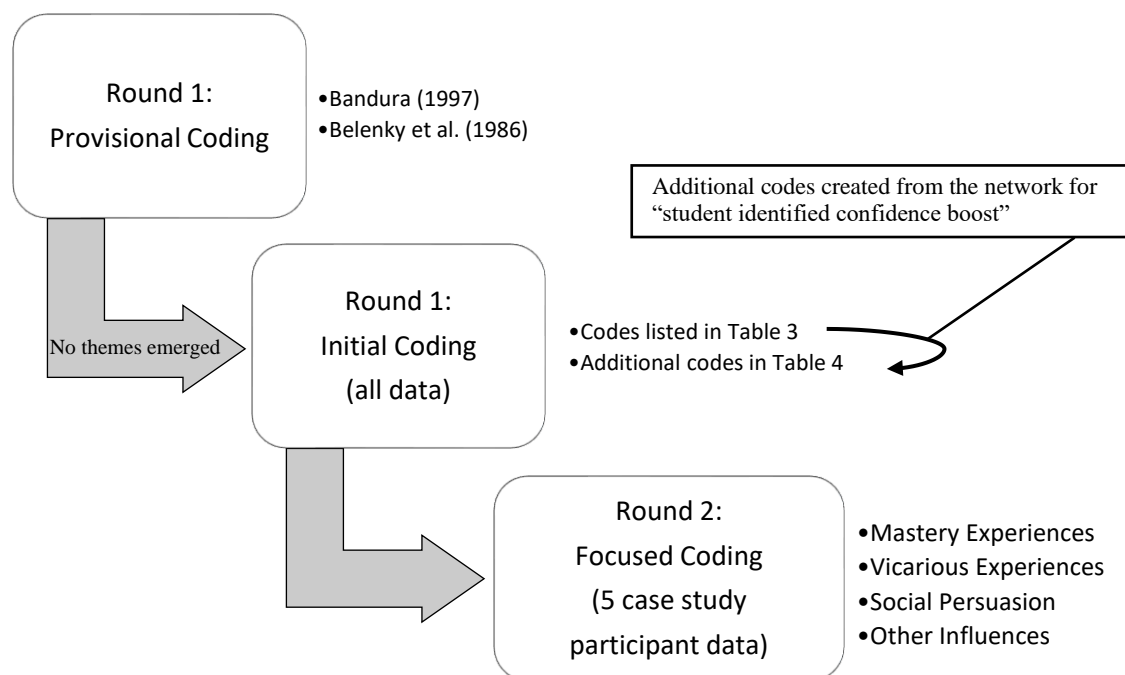 Round 1:
Provisional Coding
•Bandura (1997)
•Belenky et al. (1986)
Additional codes created from the network for
“student identified confidence boost”
No themes emerged
Round 1:
Initial Coding
(all data)
•Codes listed in Table 3
•Additional codes in Table 4
Round 2:
Focused Coding
(5 case study
participant data)
•Mastery Experiences
•Vicarious Experiences
•Social Persuasion
•Other Influences